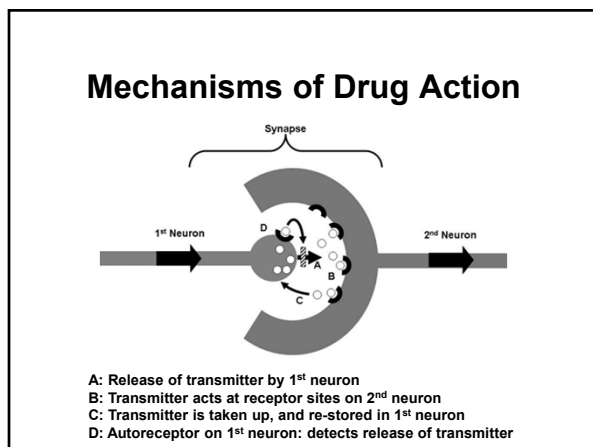 Mechanisms of Drug Action
Synapse
D
1st Neuron
2nd Neuron
A
B
C
A: Release of transmitter by 1st neuron
B: Transmitter acts at receptor sites on 2nd neuron
C: Transmitter is taken up, and re-stored in 1st neuron
D: Autoreceptor on 1st neuron: detects release of transmitter